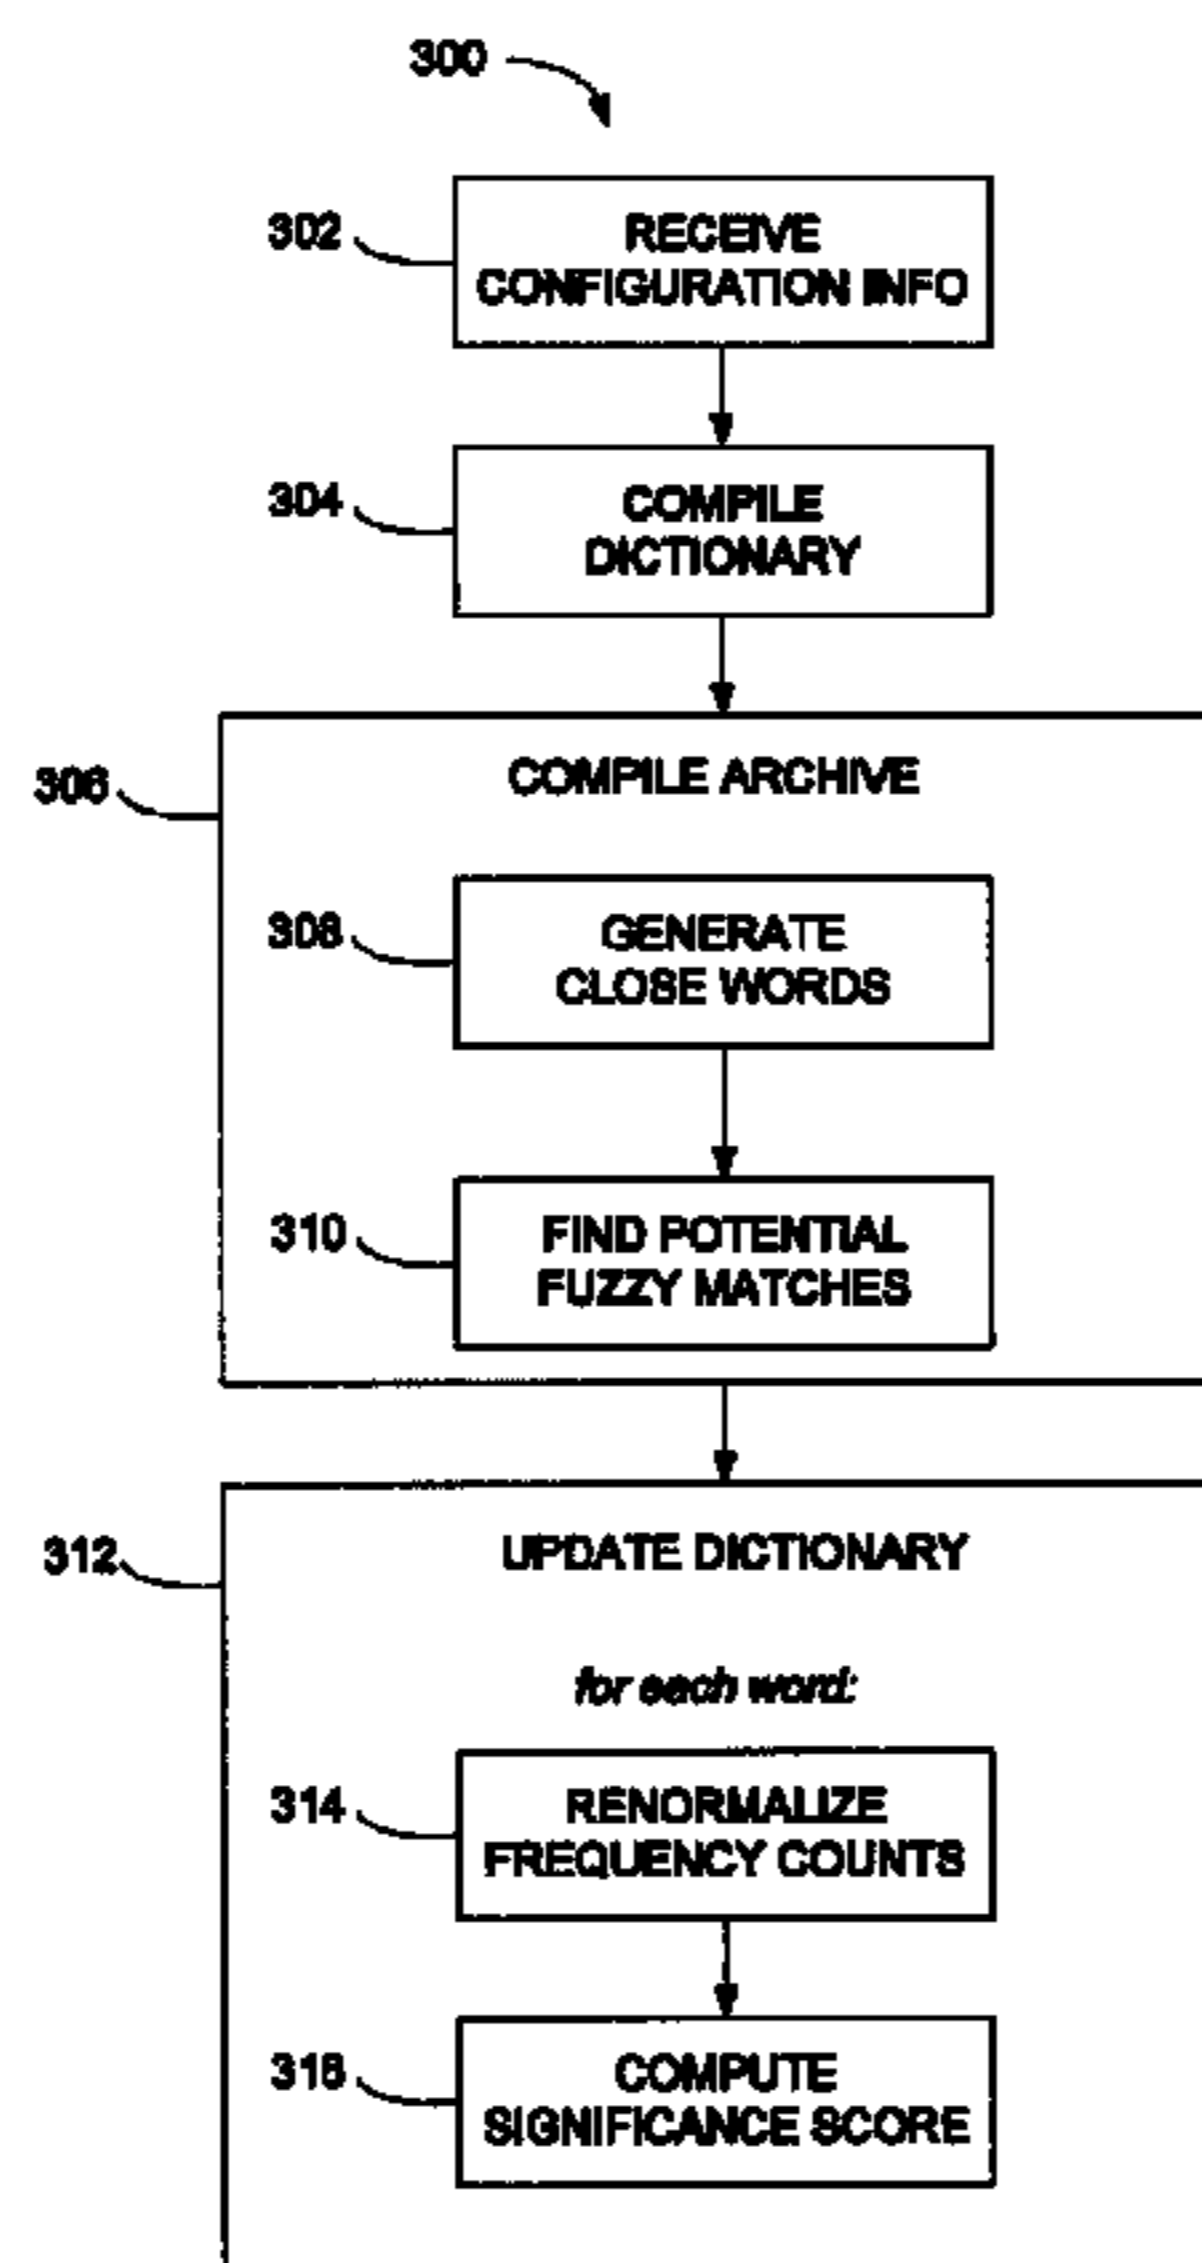 300
302
RECEIVE
CONFIGURATION INFO
304
COMPILE
DICTIONARY
306
COMPILE ARCHIVE
308
GENERATE
CLOSE WORDS
310
FIND POTENTIAL
FUZZY MATCHES
312
UPDATE DICTIONARY
for each word:
314
RENORMALIZE
FREQUENCY COUNTS
316
COMPUTE
SIGNIFICANCE SCORE